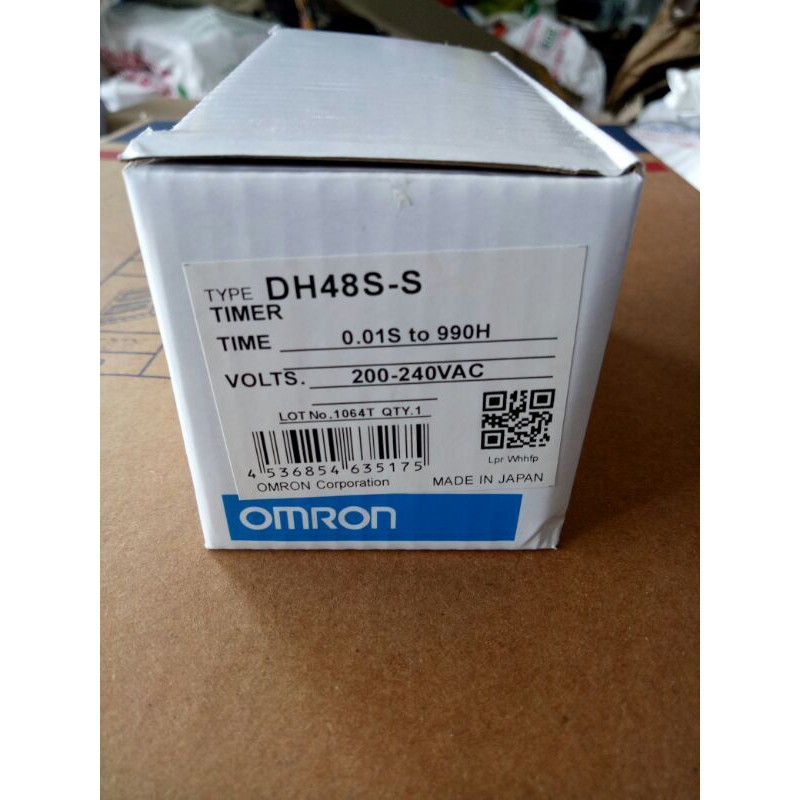 TYPE DH48S-S
TIMER
TIME 0.01S to 990H
VOLTS. 200-240VAC
LOT No.1064T QTY.1
4 536854 635175
Lpr Whhfp
OMRON Corporation MADE IN JAPAN
OMRON